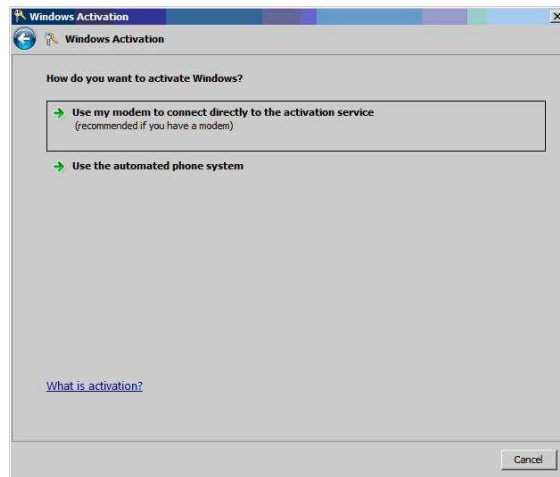 Windows Activation
Windows Activation
How do you want to activate Windows?
Use my modem to connect directly to the activation service
(recommended if you have a modem)
Use the automated phone system
What is activation?
Cancel